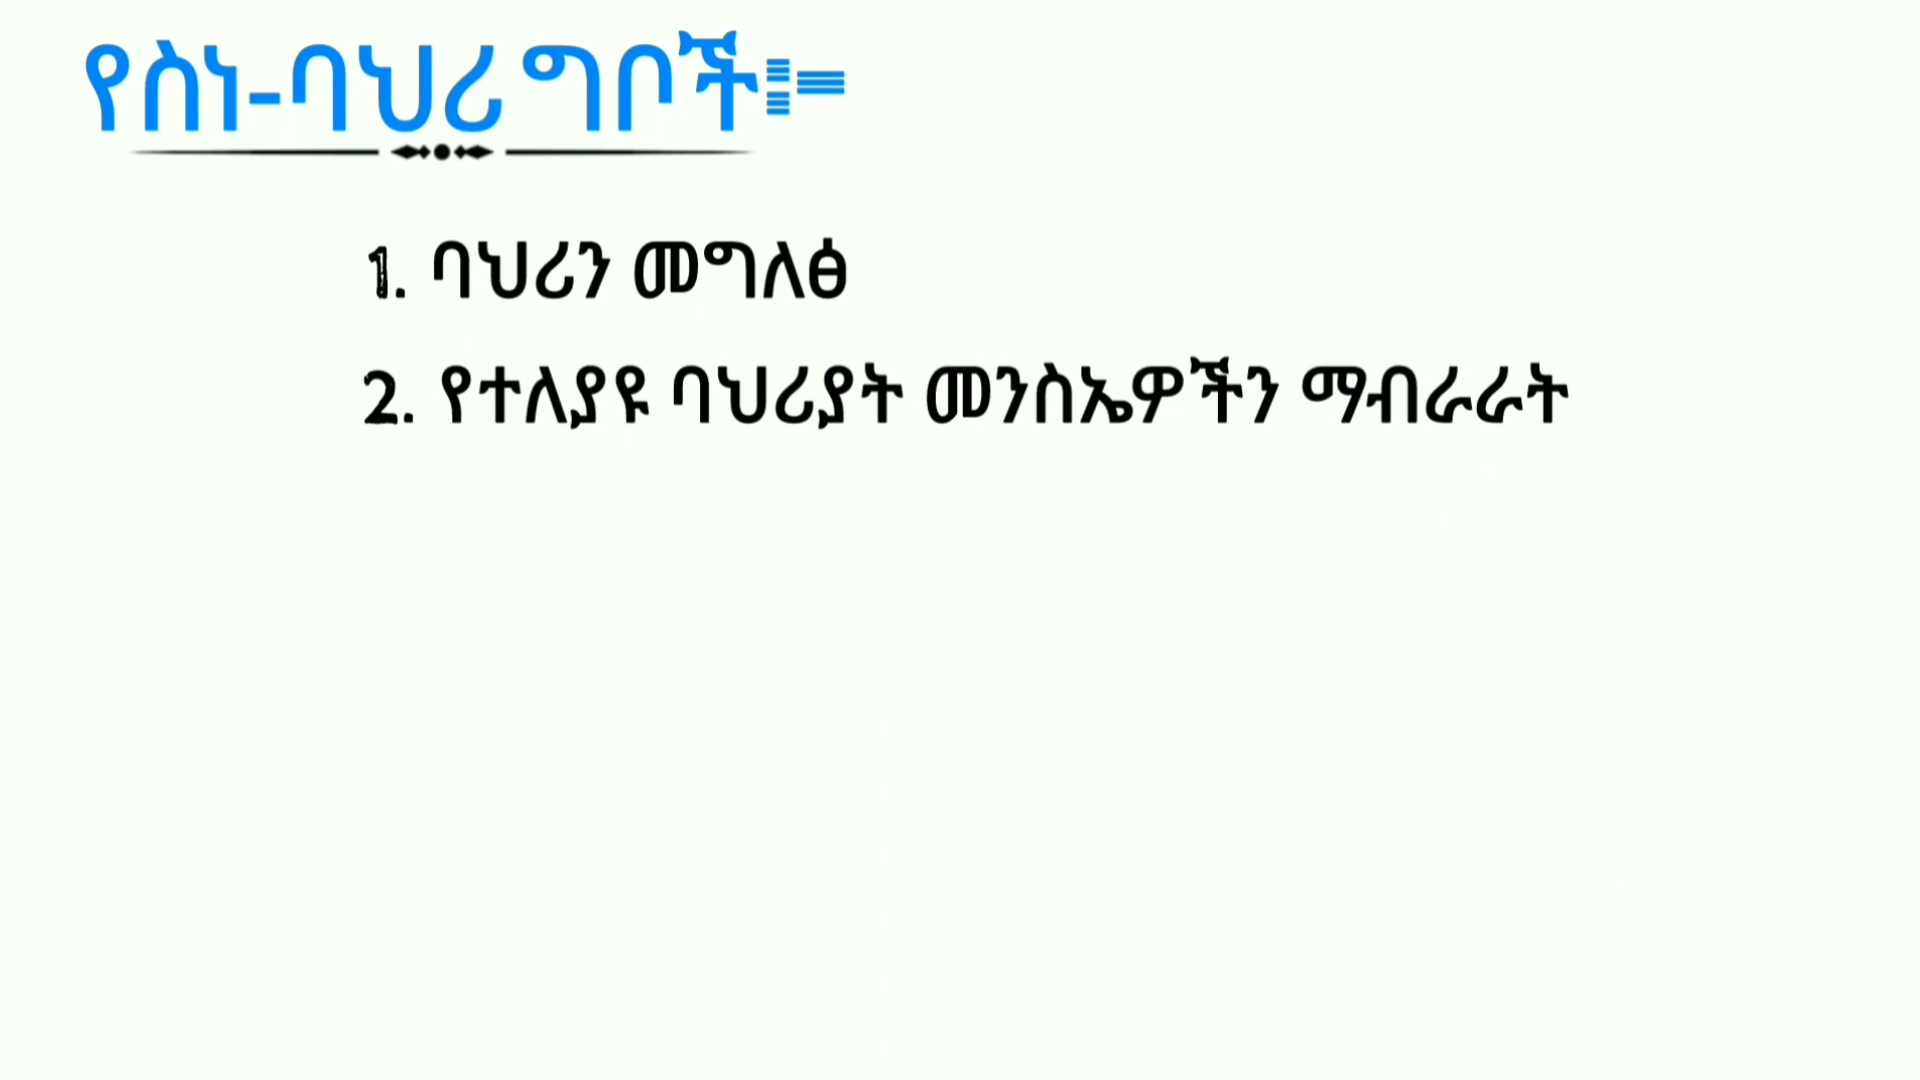 የስነ-ባህሪ ግቦች፡=
1. ባህሪን መግለፅ
2. የተለያዩ ባህሪያት መንስኤዎችን ማብራራት